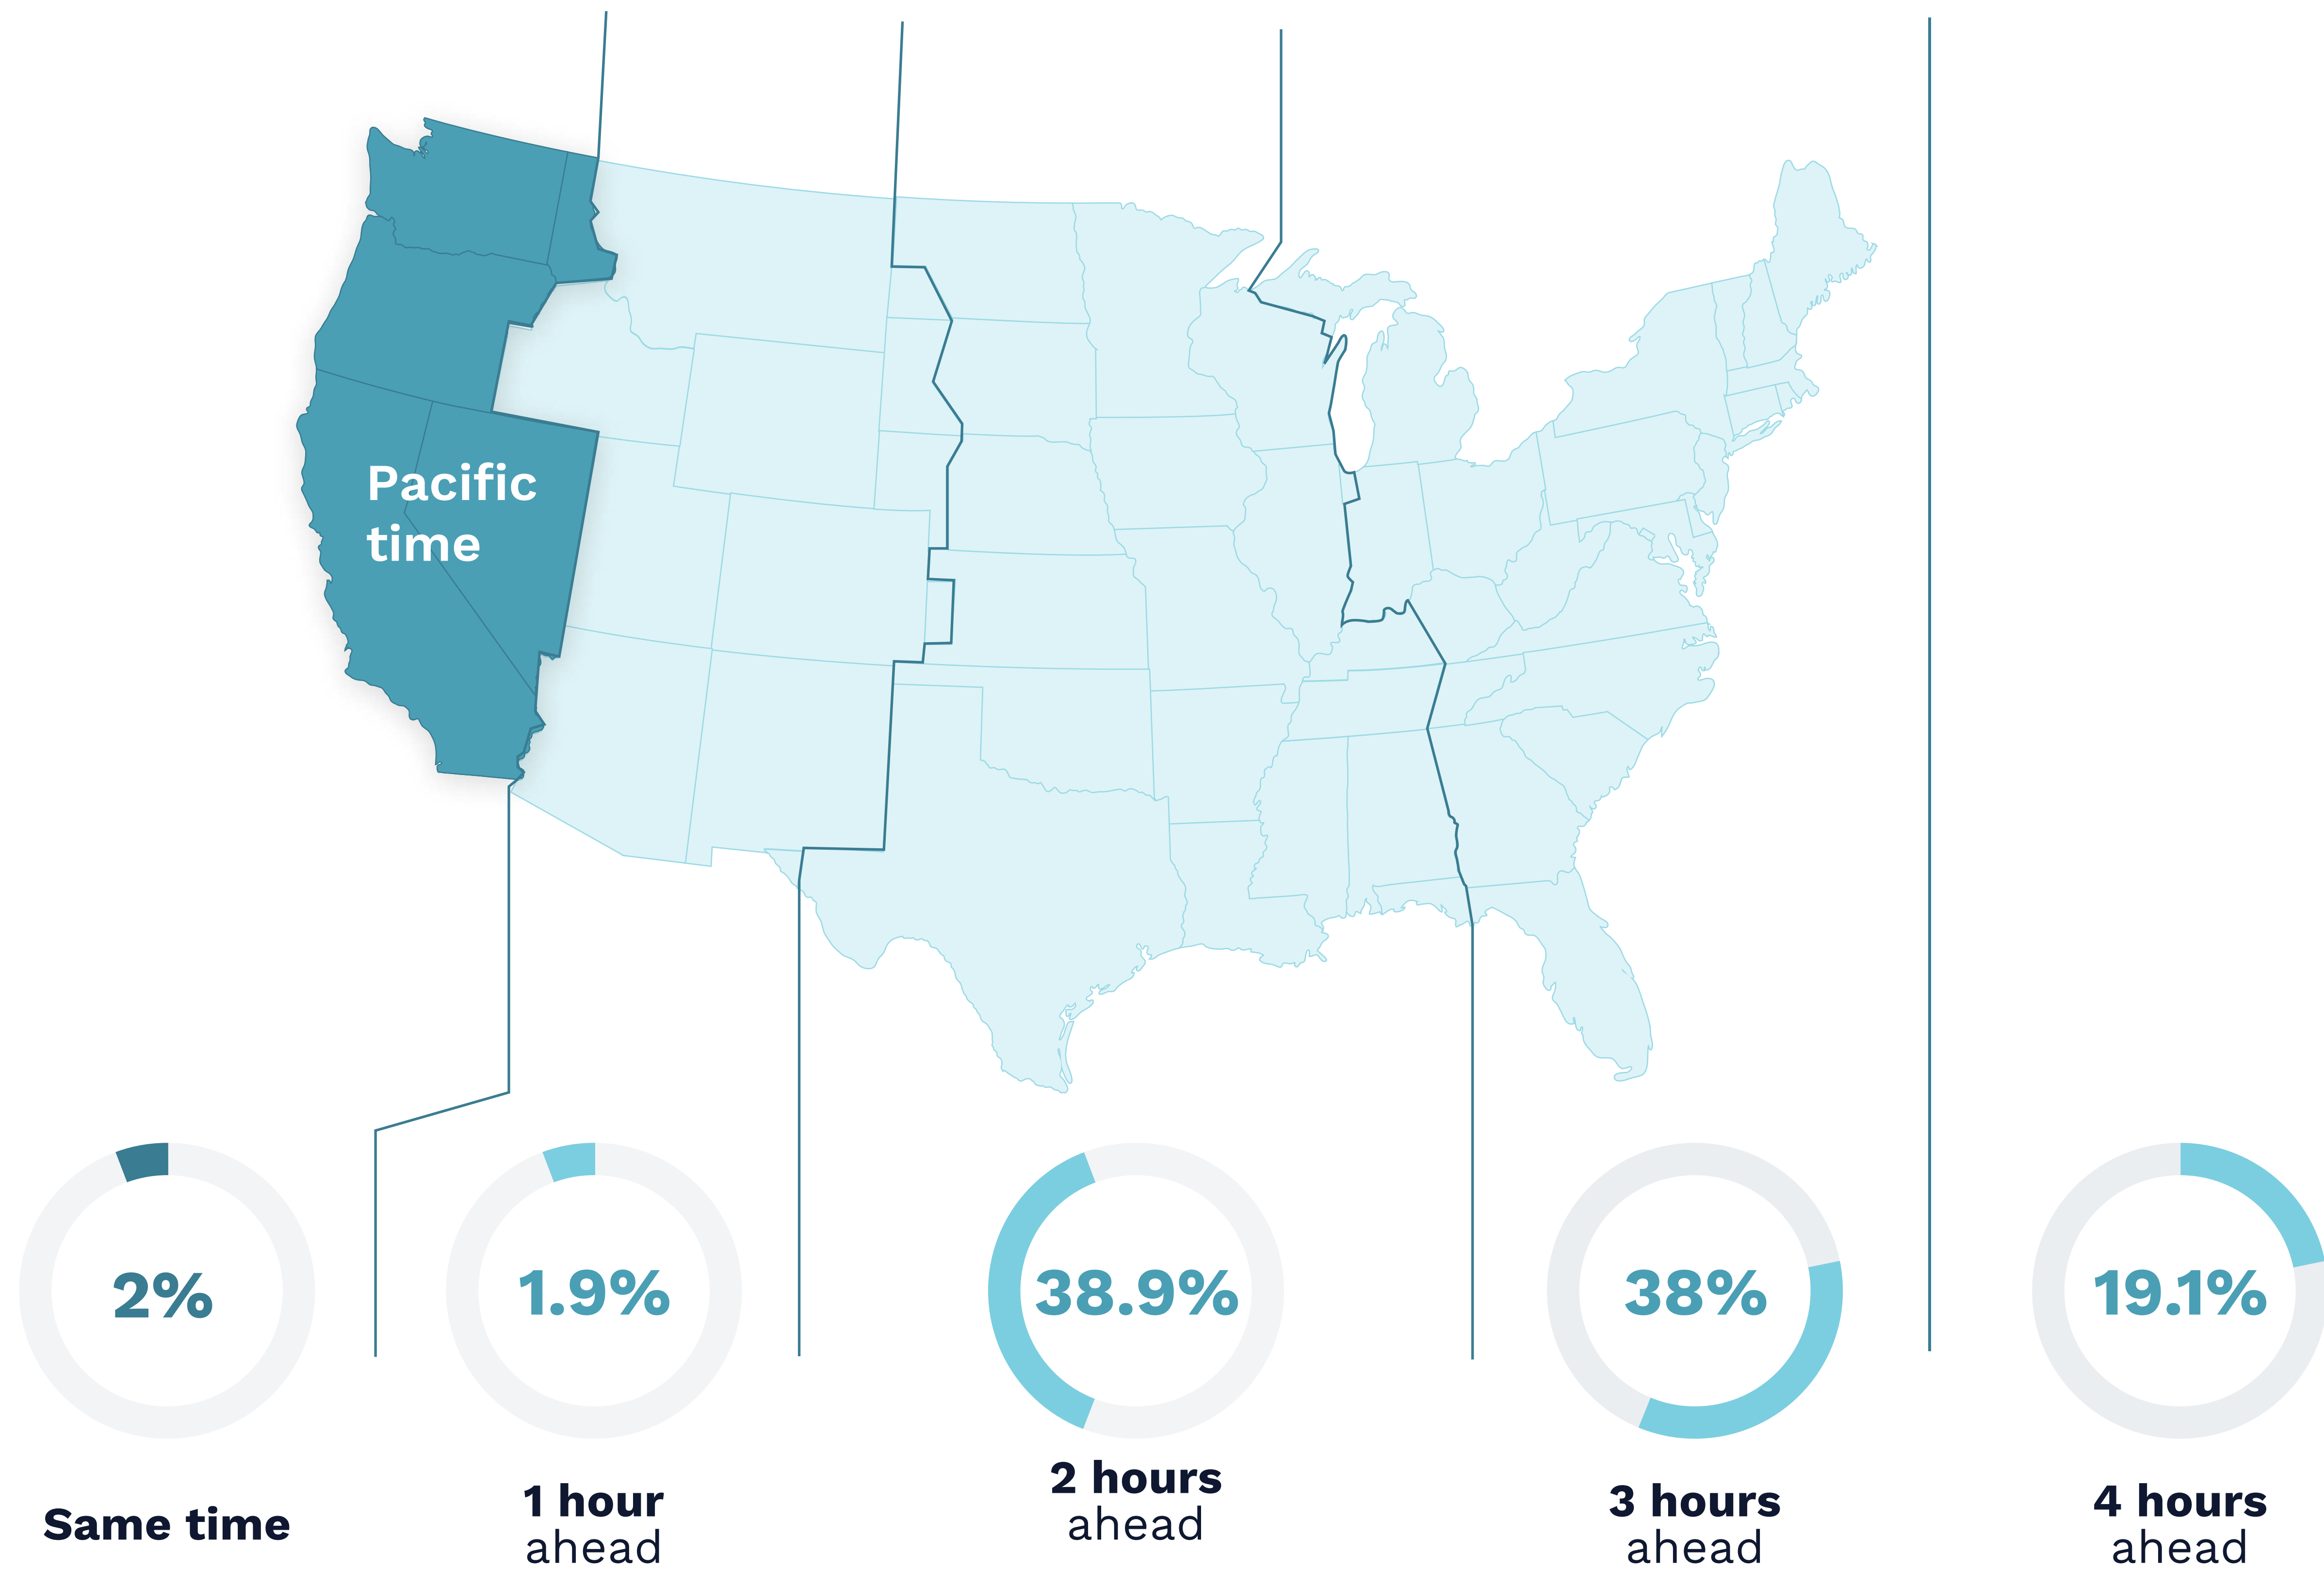 Pacific
time
2%
1.9%
38.9%
38%
19.1%
Same time
1 hour
ahead
2 hours
ahead
3 hours
ahead
4 hours
ahead